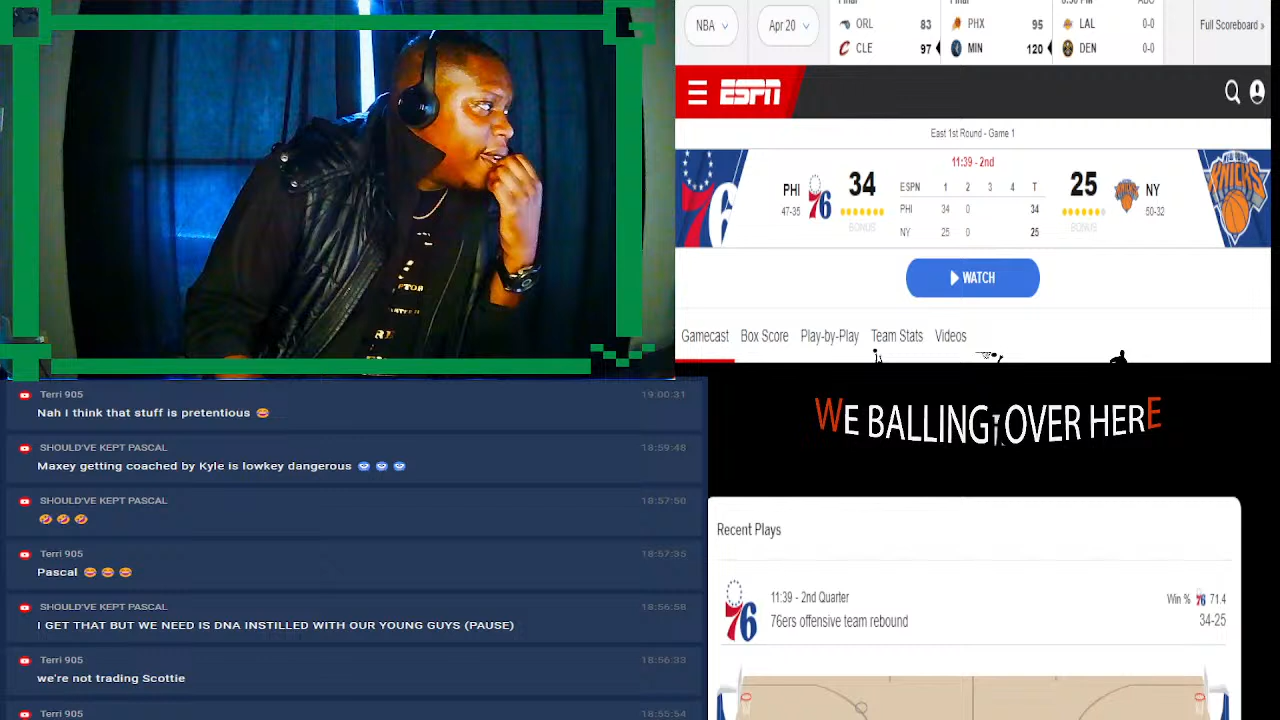 NBA
Apr 20
ORL 83
CLE 97
PHX 95
MIN 120
LAL 0-0
DEN 0-0
Full Scoreboard »
ESPN
East 1st Round - Game 1
11:39 - 2nd
PHI
47-35
76
34
BONUS
ESPN 1 2 3 4 T
PHI 34 0 34
NY 25 0 25
25
BONUS
NY
50-32
KNICKS
WATCH
Gamecast Box Score Play-by-Play Team Stats Videos
WE BALLING OVER HERE
Recent Plays
76
11:39 - 2nd Quarter
76ers offensive team rebound
Win % 76 71.4
34-25
Terri 905 19:00:31
Nah I think that stuff is pretentious
SHOULD'VE KEPT PASCAL 18:59:48
Maxey getting coached by Kyle is lowkey dangerous
SHOULD'VE KEPT PASCAL 18:57:50
Terri 905 18:57:35
Pascal
SHOULD'VE KEPT PASCAL 18:56:58
I GET THAT BUT WE NEED IS DNA INSTILLED WITH OUR YOUNG GUYS (PAUSE)
Terri 905 18:56:33
we're not trading Scottie
Terri 905 18:55:54